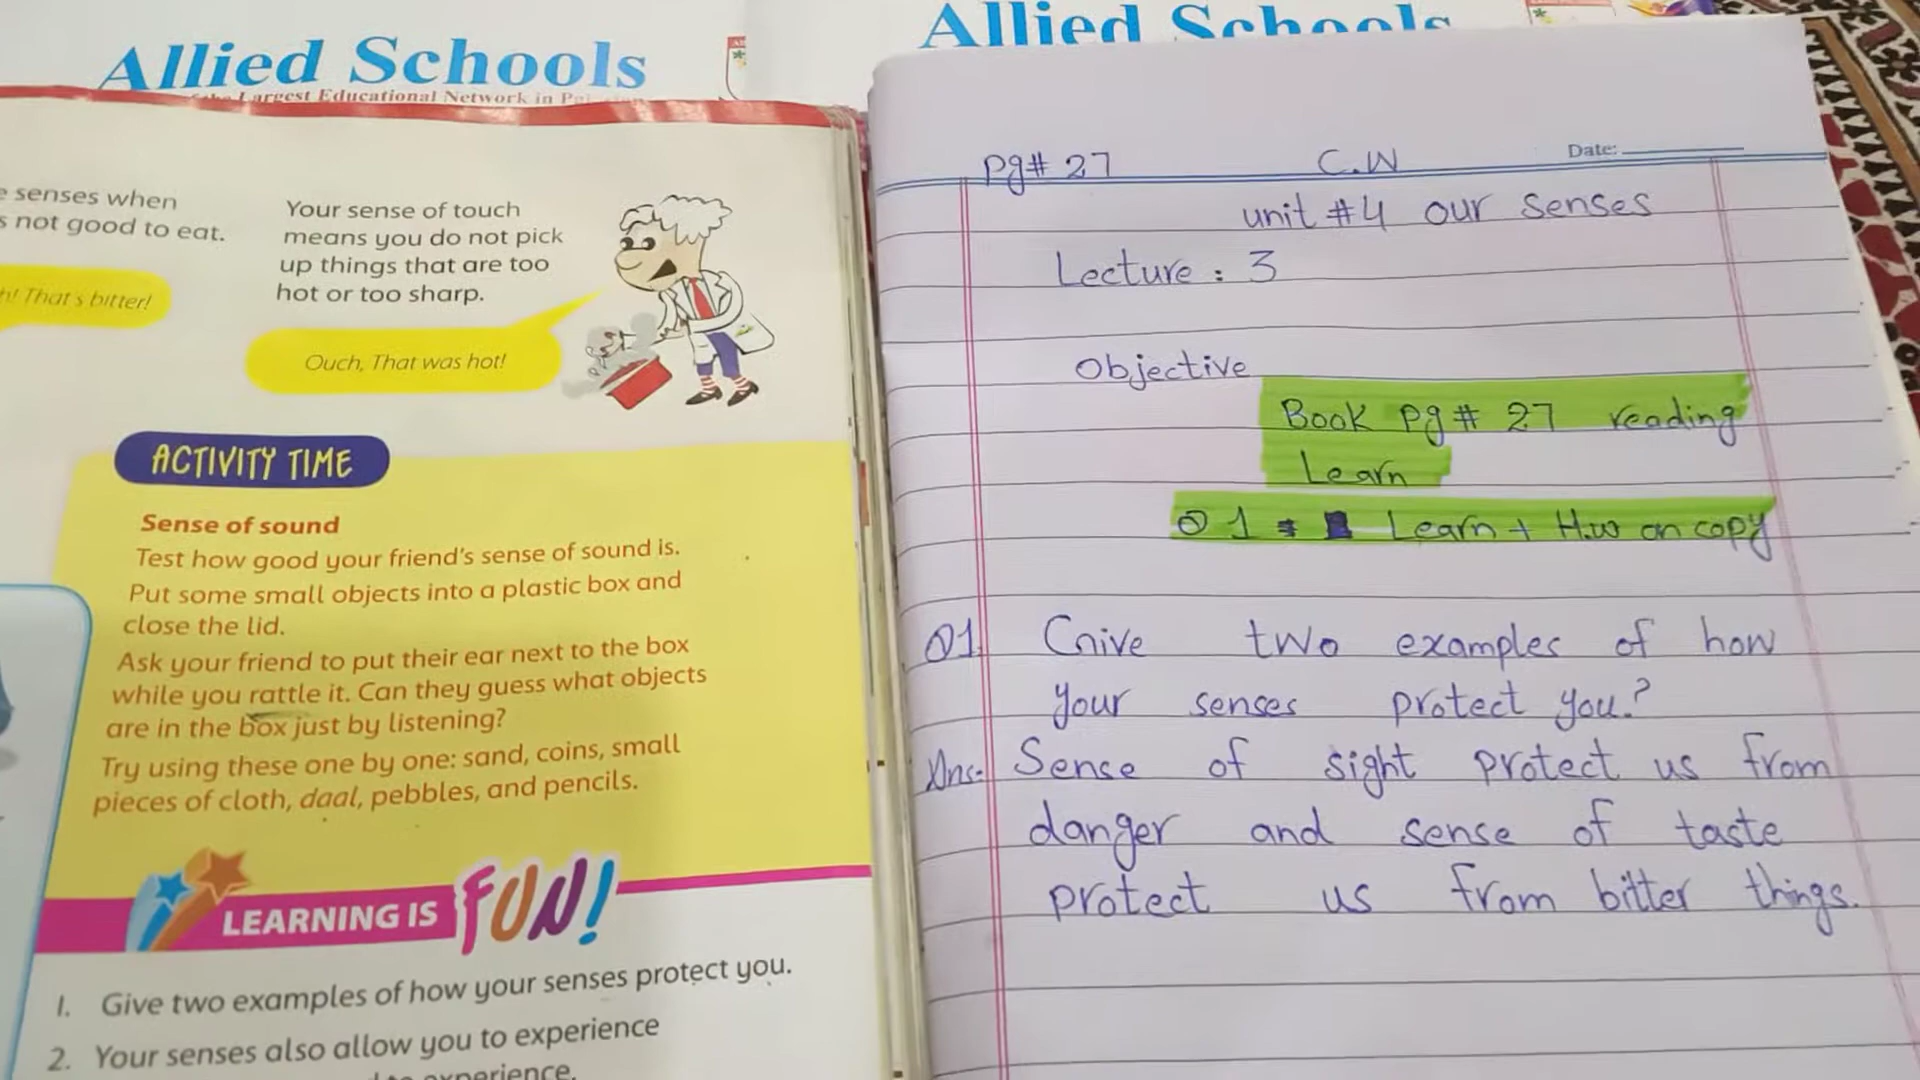 Allied Schools
Largest Educational Network in
Allied Schools
senses when
not good to eat.
That's bitter!
Your sense of touch
means you do not pick
up things that are too
hot or too sharp.
Ouch, That was hot!
ACTIVITY TIME
Sense of sound
Test how good your friend's sense of sound is.
Put some small objects into a plastic box and
close the lid.
Ask your friend to put their ear next to the box
while you rattle it. Can they guess what objects
are in the box just by listening?
Try using these one by one: sand, coins, small
pieces of cloth, daal, pebbles, and pencils.
LEARNING IS FUN!
1. Give two examples of how your senses protect you.
2. Your senses also allow you to experience
experience.
Pg# 27 C.W Date:
unit #4 our senses
Lecture : 3
Objective
Book Pg# 27 reading
Learn
Q 1 Learn + H.w on copy
Q1 Give two examples of how
your senses protect you?
Ans: Sense of sight protect us from
danger and sense of taste
protect us from bitter things.